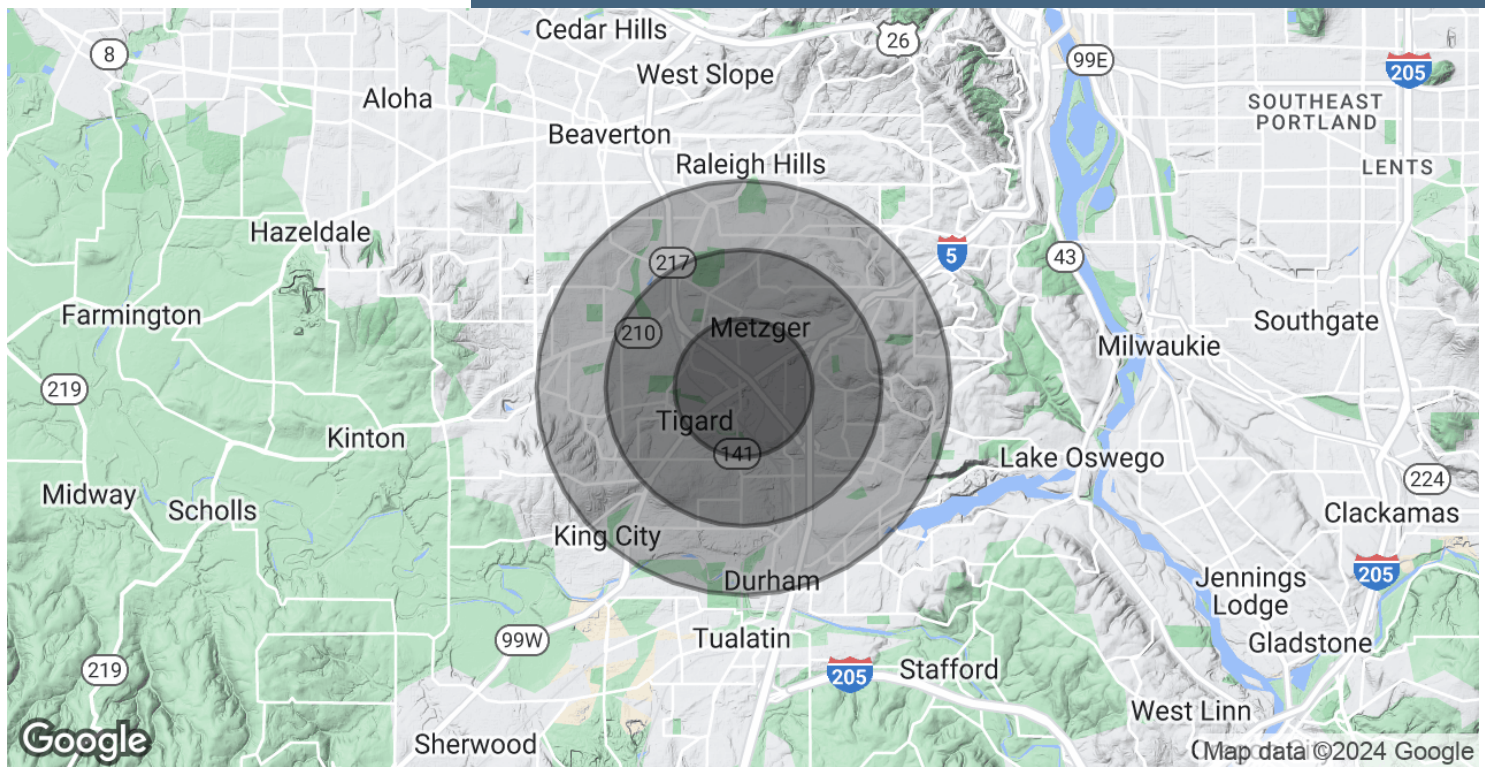 Cedar Hills
26
99E
8
West Slope
205
Aloha
SOUTHEAST
PORTLAND
Beaverton
Raleigh Hills
LENTS
Hazeldale
217
5
43
Farmington
210
Metzger
Southgate
Milwaukie
219
Tigard
Kinton
141
Lake Oswego
224
Midway
Scholls
Clackamas
King City
Durham
205
Jennings
Lodge
99W
Tualatin
Gladstone
219
205
Stafford
West Linn
Google
Sherwood
Map data ©2024 Google